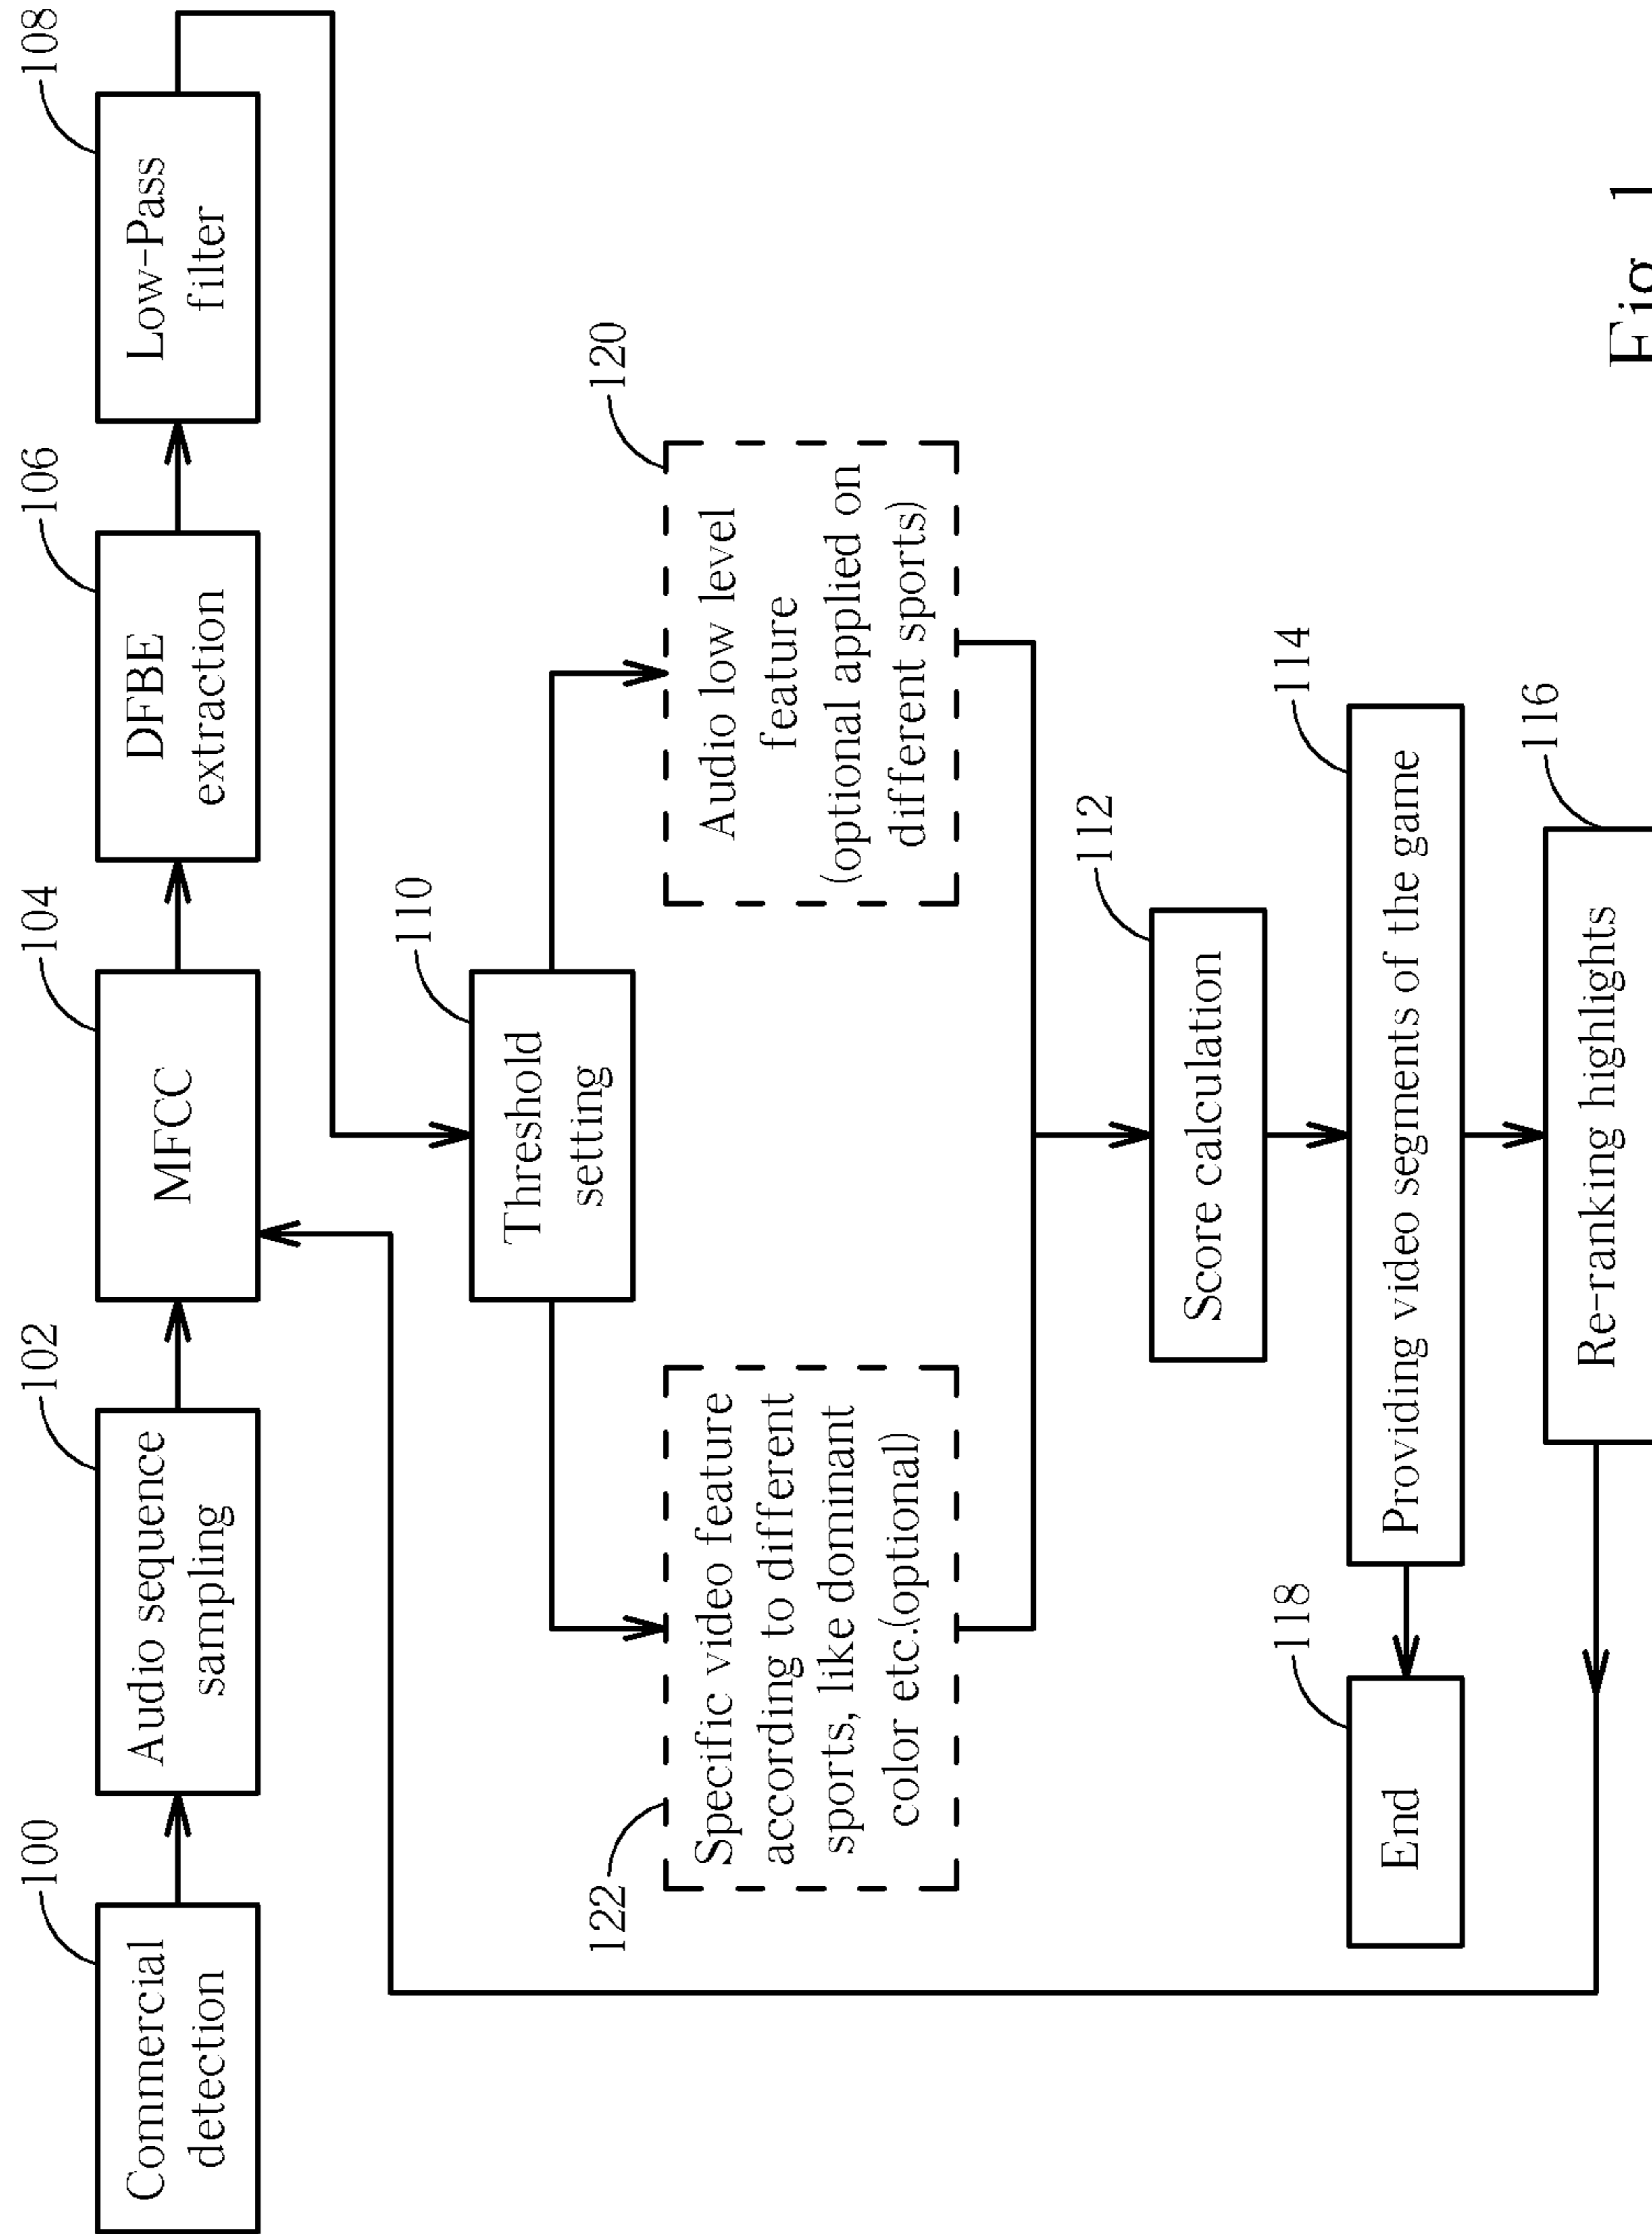 100
Commercial
detection
102
Audio sequence
sampling
104
MFCC
106
DFBE
extraction
108
Low-Pass
filter
110
Threshold
setting
122
Specific video feature
according to different
sports, like dominant
color etc.(optional)
120
Audio low level
feature
(optional applied on
different sports)
112
Score calculation
114
Providing video segments of the game
118
End
116
Re-ranking highlights
Fig. 1